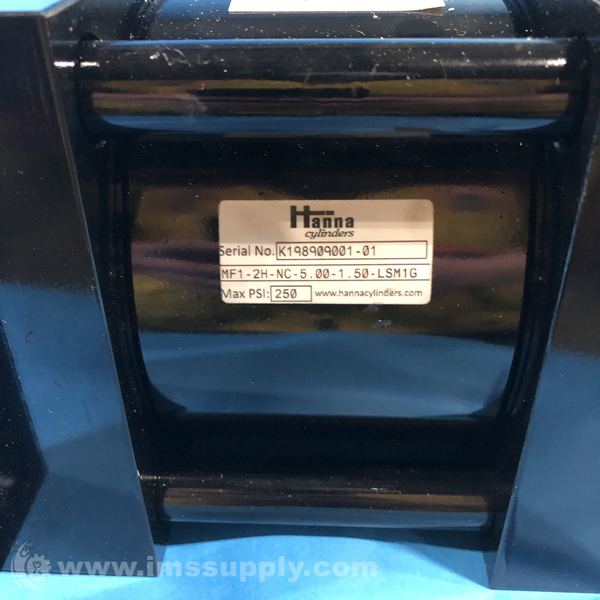 Hanna
cylinders
Serial No. K198909001-01
MF1-2H-NC-5.00-1.50-LSM1G
Max PSI: 250 www.hannacylinders.com
www.imssupply.com